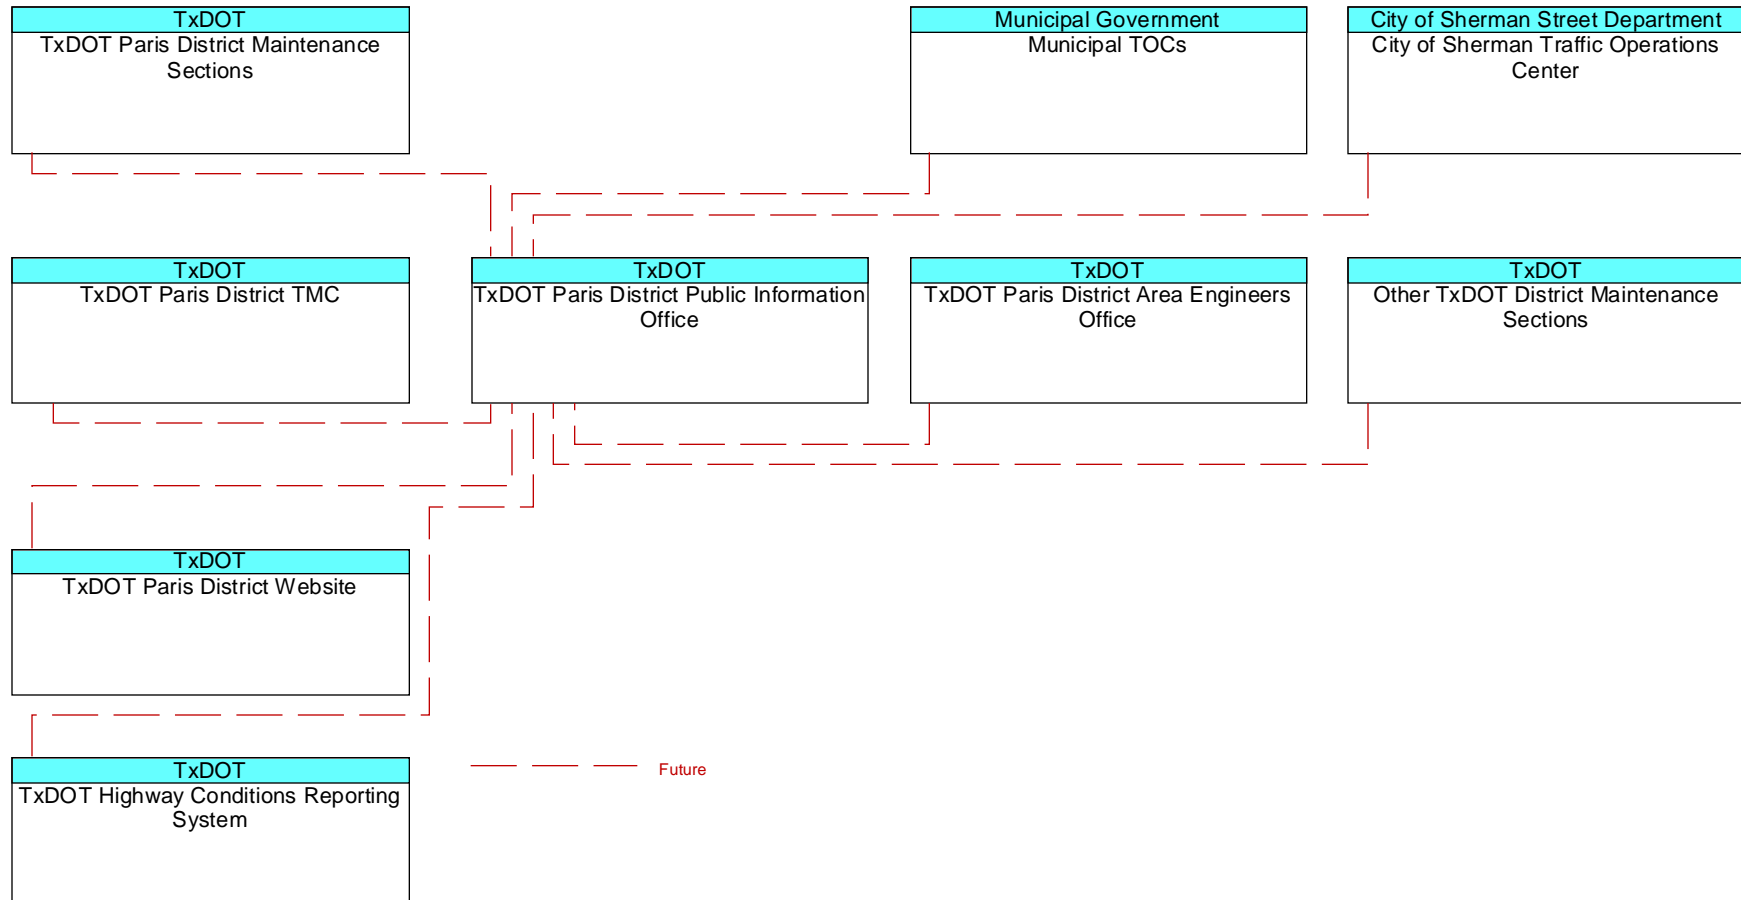 TxDOT
TxDOT Paris District Maintenance
Sections
Municipal Government
Municipal TOCs
City of Sherman Street Department
City of Sherman Traffic Operations
Center
TxDOT
TxDOT Paris District TMC
TxDOT
TxDOT Paris District Public Information
Office
TxDOT
TxDOT Paris District Area Engineers
Office
TxDOT
Other TxDOT District Maintenance
Sections
TxDOT
TxDOT Paris District Website
TxDOT
TxDOT Highway Conditions Reporting
System
Future